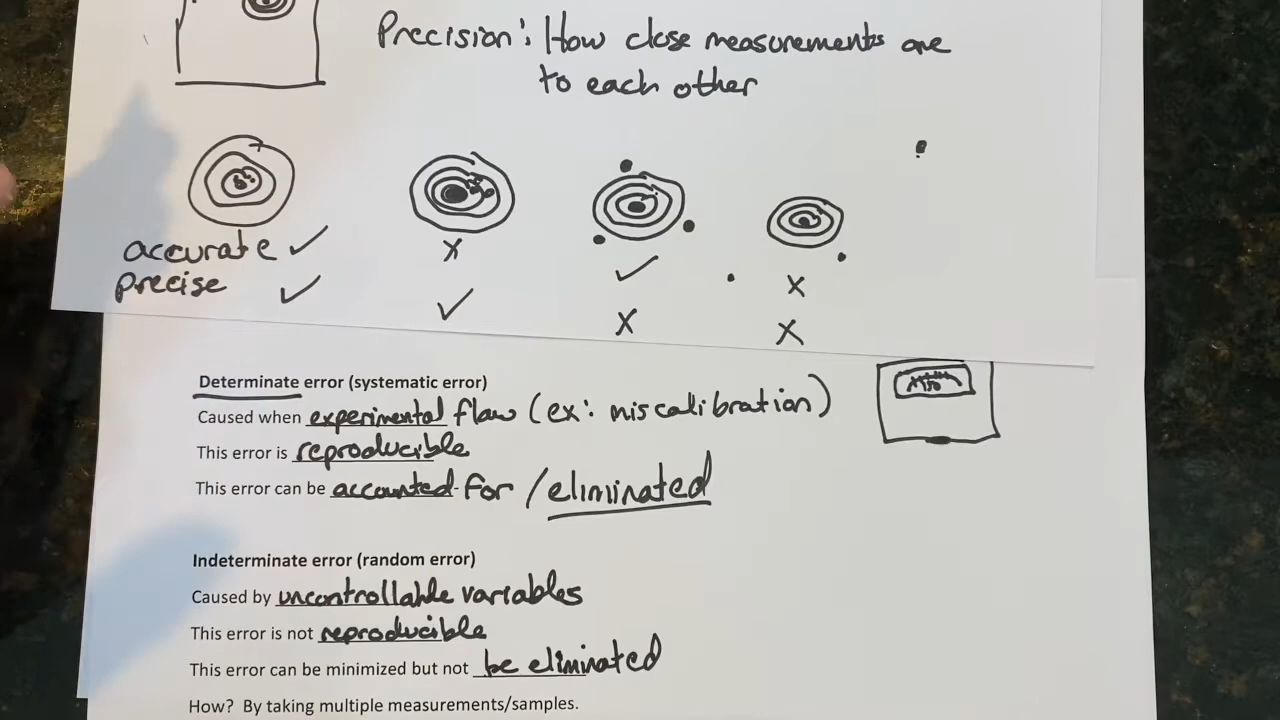 Precision: How close measurements are
to each other
accurate ✓ X ✓ X
precise ✓ ✓ X X
Determinate error (systematic error)
Caused when experimental flaw (ex: miscalibration)
This error is reproducible
This error can be accounted for / eliminated
Indeterminate error (random error)
Caused by uncontrollable variables
This error is not reproducible
This error can be minimized but not be eliminated
How? By taking multiple measurements/samples.